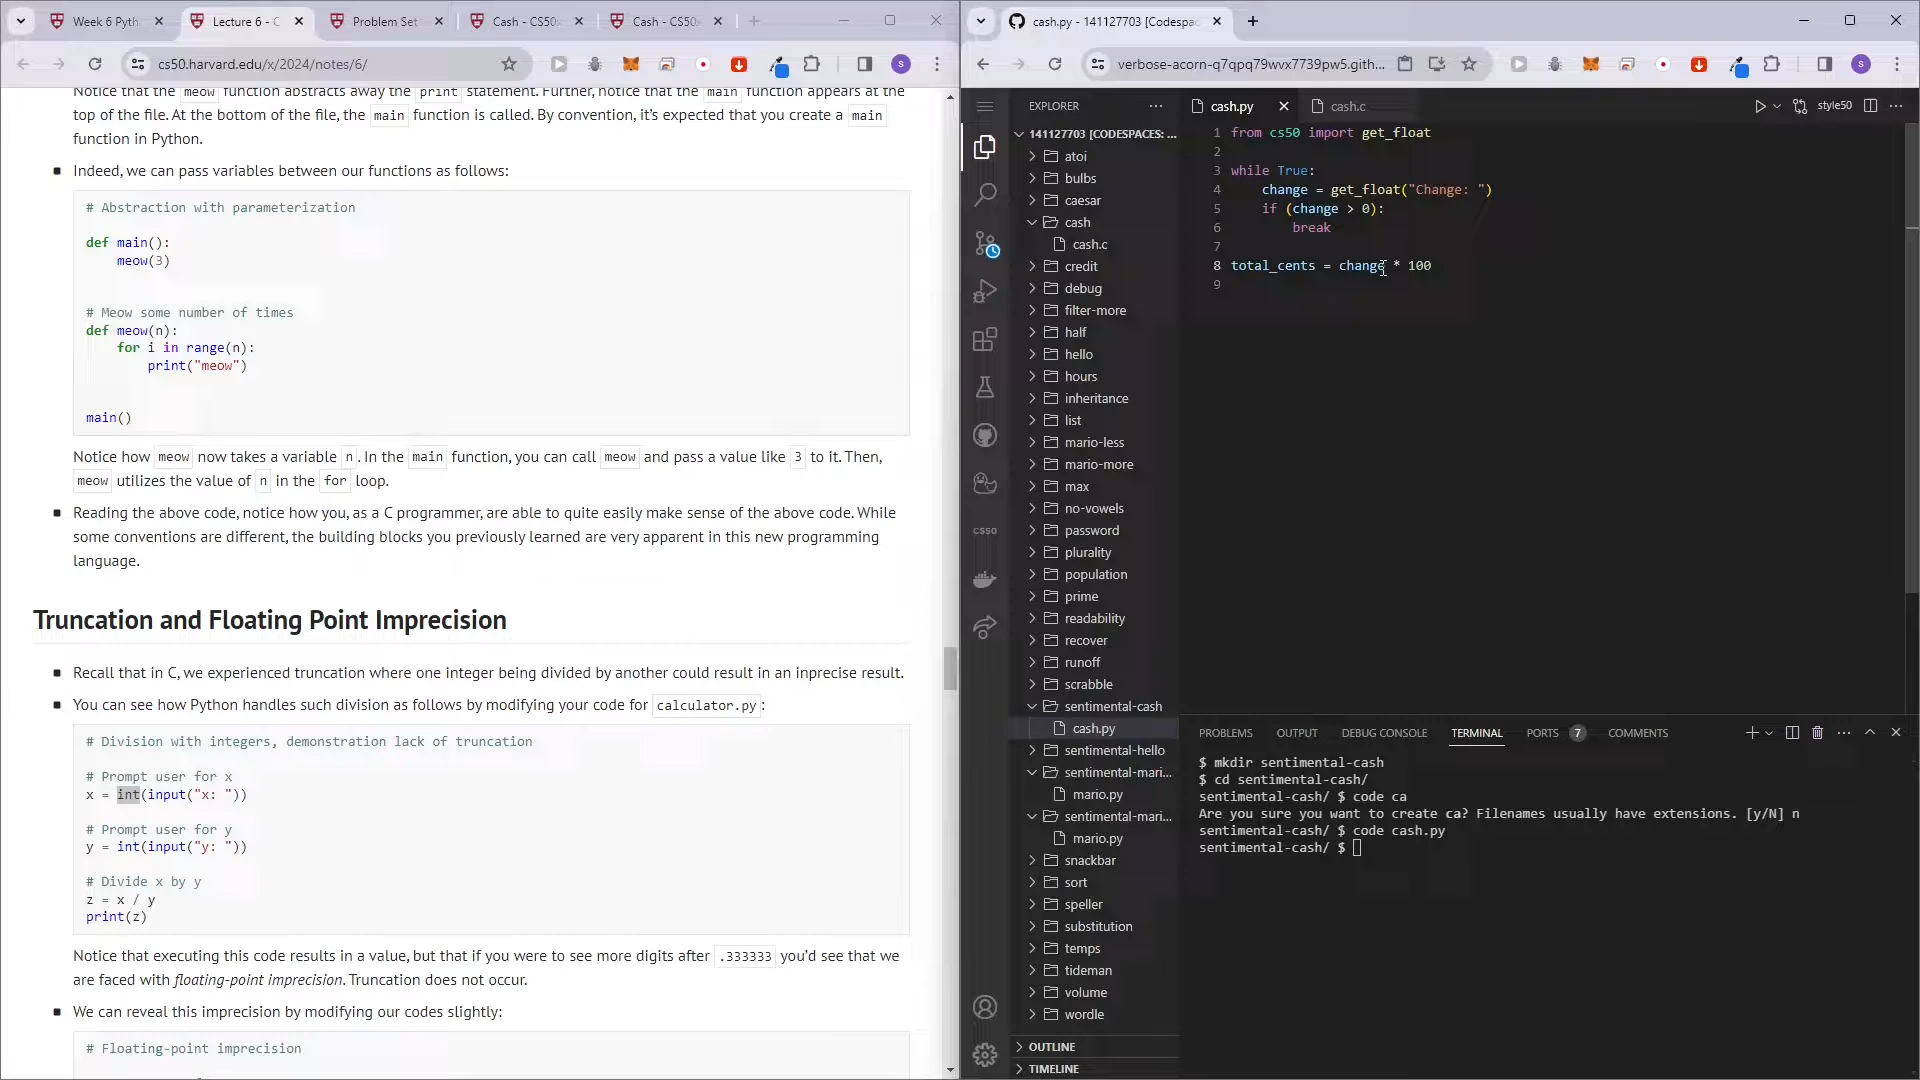 Week 6 Pyth
Lecture 6 - C
Problem Set
Cash - CS50x
Cash - CS50x
cs50.harvard.edu/x/2024/notes/6/
S
Notice that the meow function abstracts away the print statement. Further, notice that the main function appears at the
top of the file. At the bottom of the file, the main function is called. By convention, it's expected that you create a main
function in Python.
Indeed, we can pass variables between our functions as follows:
# Abstraction with parameterization
def main():
meow(3)
# Meow some number of times
def meow(n):
for i in range(n):
print("meow")
main()
Notice how meow now takes a variable n. In the main function, you can call meow and pass a value like 3 to it. Then,
meow utilizes the value of n in the for loop.
Reading the above code, notice how you, as a C programmer, are able to quite easily make sense of the above code. While
some conventions are different, the building blocks you previously learned are very apparent in this new programming
language.
Truncation and Floating Point Imprecision
Recall that in C, we experienced truncation where one integer being divided by another could result in an inprecise result.
You can see how Python handles such division as follows by modifying your code for calculator.py:
# Division with integers, demonstration lack of truncation
# Prompt user for x
x = int(input("x: "))
# Prompt user for y
y = int(input("y: "))
# Divide x by y
z = x / y
print(z)
Notice that executing this code results in a value, but that if you were to see more digits after .333333 you'd see that we
are faced with floating-point imprecision. Truncation does not occur.
We can reveal this imprecision by modifying our codes slightly:
# Floating-point imprecision
cash.py - 141127703 [Codespac
verbose-acorn-q7qpq79wvx7739pw5.gith...
S
EXPLORER
141127703 [CODESPACES: ...
atoi
bulbs
caesar
cash
cash.c
credit
debug
filter-more
half
hello
hours
inheritance
list
mario-less
mario-more
max
no-vowels
password
plurality
population
prime
readability
recover
runoff
scrabble
sentimental-cash
cash.py
sentimental-hello
sentimental-mari...
mario.py
sentimental-mari...
mario.py
snackbar
sort
speller
substitution
temps
tideman
volume
wordle
OUTLINE
TIMELINE
CS50
cash.py
cash.c
style50
1 from cs50 import get_float
2
3 while True:
4 change = get_float("Change: ")
5 if (change > 0):
6 break
7
8 total_cents = change * 100
9
PROBLEMS
OUTPUT
DEBUG CONSOLE
TERMINAL
PORTS 7
COMMENTS
$ mkdir sentimental-cash
$ cd sentimental-cash/
sentimental-cash/ $ code ca
Are you sure you want to create ca? Filenames usually have extensions. [y/N] n
sentimental-cash/ $ code cash.py
sentimental-cash/ $